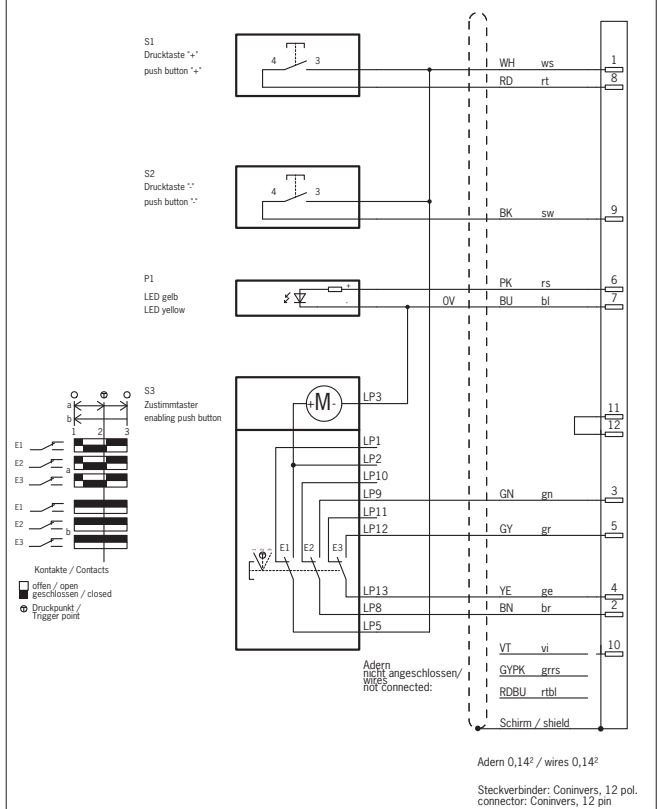 S1
Drucktaste "+"
push button "+"
4 3
WH ws 1
RD rt 8
S2
Drucktaste "-"
push button "-"
4 3
BK sw 9
P1
LED gelb
LED yellow
+
-
PK rs 6
0V BU bl 7
S3
Zustimmtaster
enabling push button
a
b
1 2 3
E1
E2 a
E3
E1
E2 b
E3
Kontakte / Contacts
offen / open
geschlossen / closed
Druckpunkt /
Trigger point
+M-
LP3
LP1
LP2
LP10
LP9
LP11
LP12
E1 E2 E3
LP13
LP8
LP5
11
12
GN gn 3
GY gr 5
YE ge 4
BN br 2
VT vi 10
GYPK grrs
RDBU rtbl
Adern
nicht angeschlossen/
wires
not connected:
Schirm / shield
Adern 0,14² / wires 0,14²
Steckverbinder: Coninvers, 12 pol.
connector: Coninvers, 12 pin